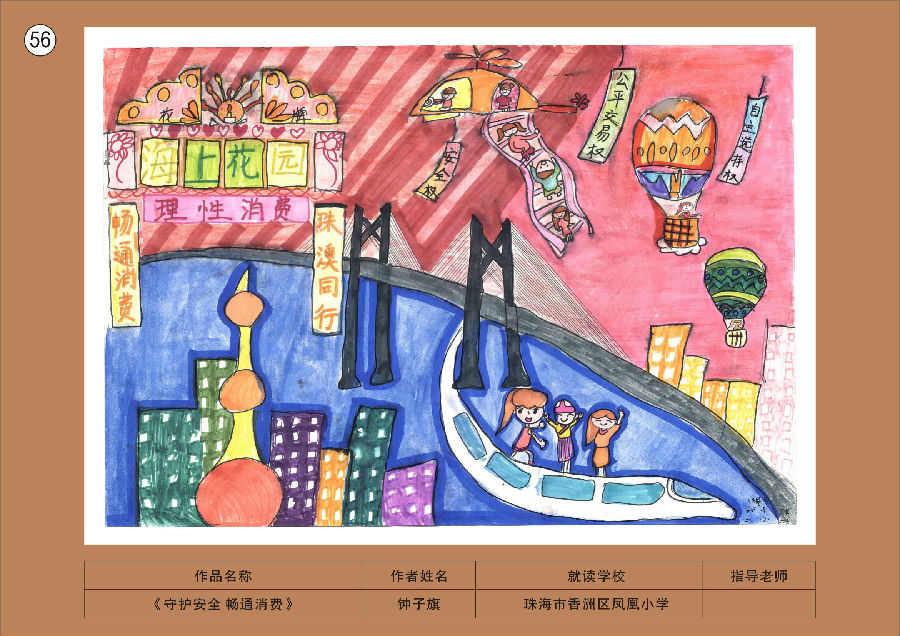 56
花牌
海上花园
理性消费
畅通消费
珠澳同行
安全权
公平交易权
自主选择权
作品名称 作者姓名 就读学校 指导老师
《守护安全 畅通消费》 钟子旗 珠海市香洲区凤凰小学